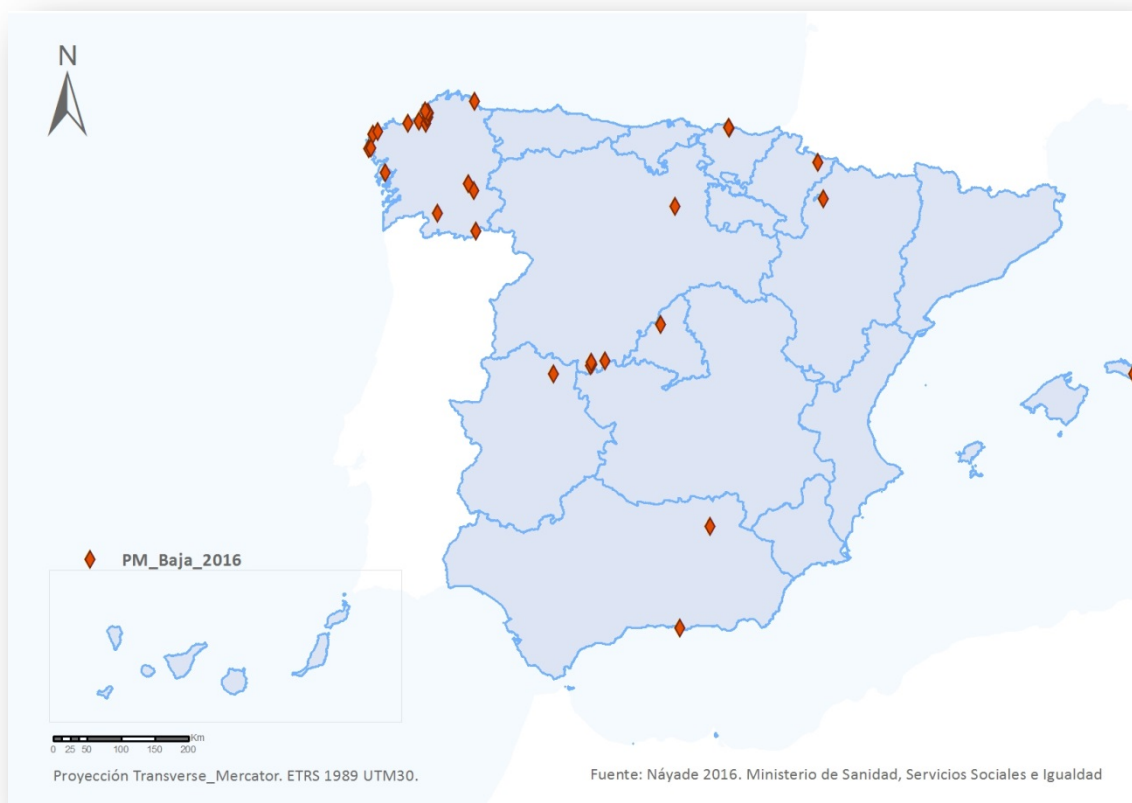 N
PM_Baja_2016
Km
0 25 50 100 150 200
Proyección Transverse_Mercator. ETRS 1989 UTM30.
Fuente: Náyade 2016. Ministerio de Sanidad, Servicios Sociales e Igualdad